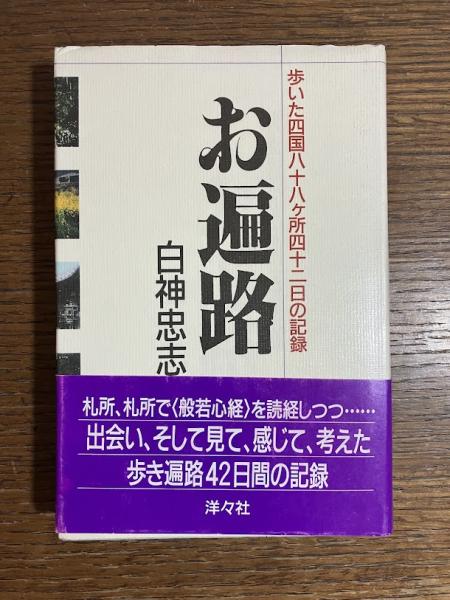 歩いた四国八十八ヶ所四十二日の記録
お遍路
白神忠志
札所、札所で〈般若心経〉を読経しつつ……
出会い、そして見て、感じて、考えた
歩き遍路42日間の記録
洋々社